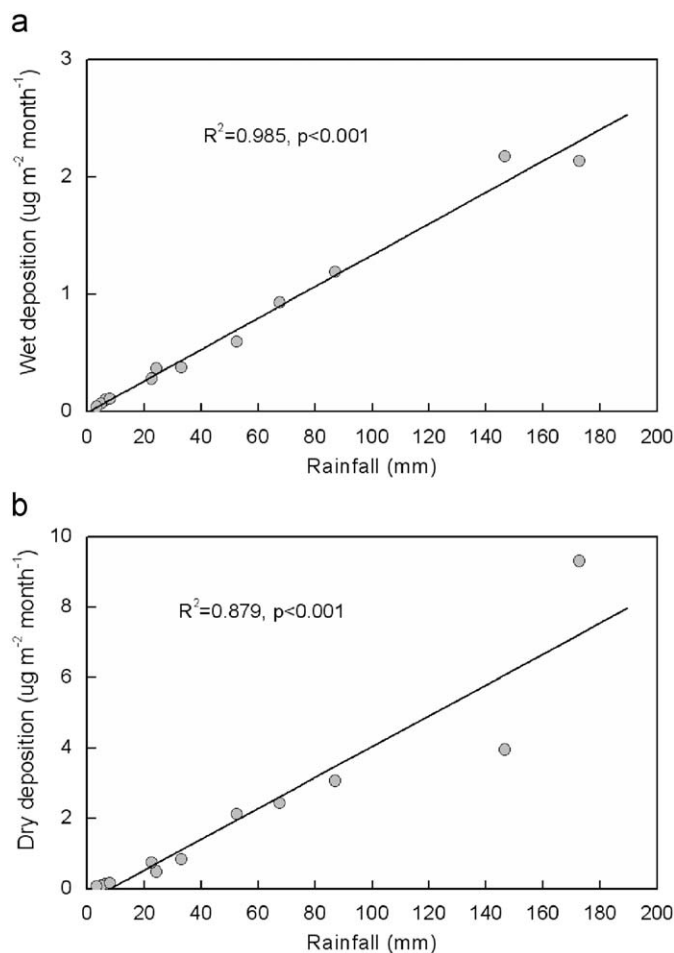 a
3
2
1
0
Wet deposition (ug m⁻² month⁻¹)
R²=0.985, p<0.001
0 20 40 60 80 100 120 140 160 180 200
Rainfall (mm)
b
10
8
6
4
2
0
Dry deposition (ug m⁻² month⁻¹)
R²=0.879, p<0.001
0 20 40 60 80 100 120 140 160 180 200
Rainfall (mm)